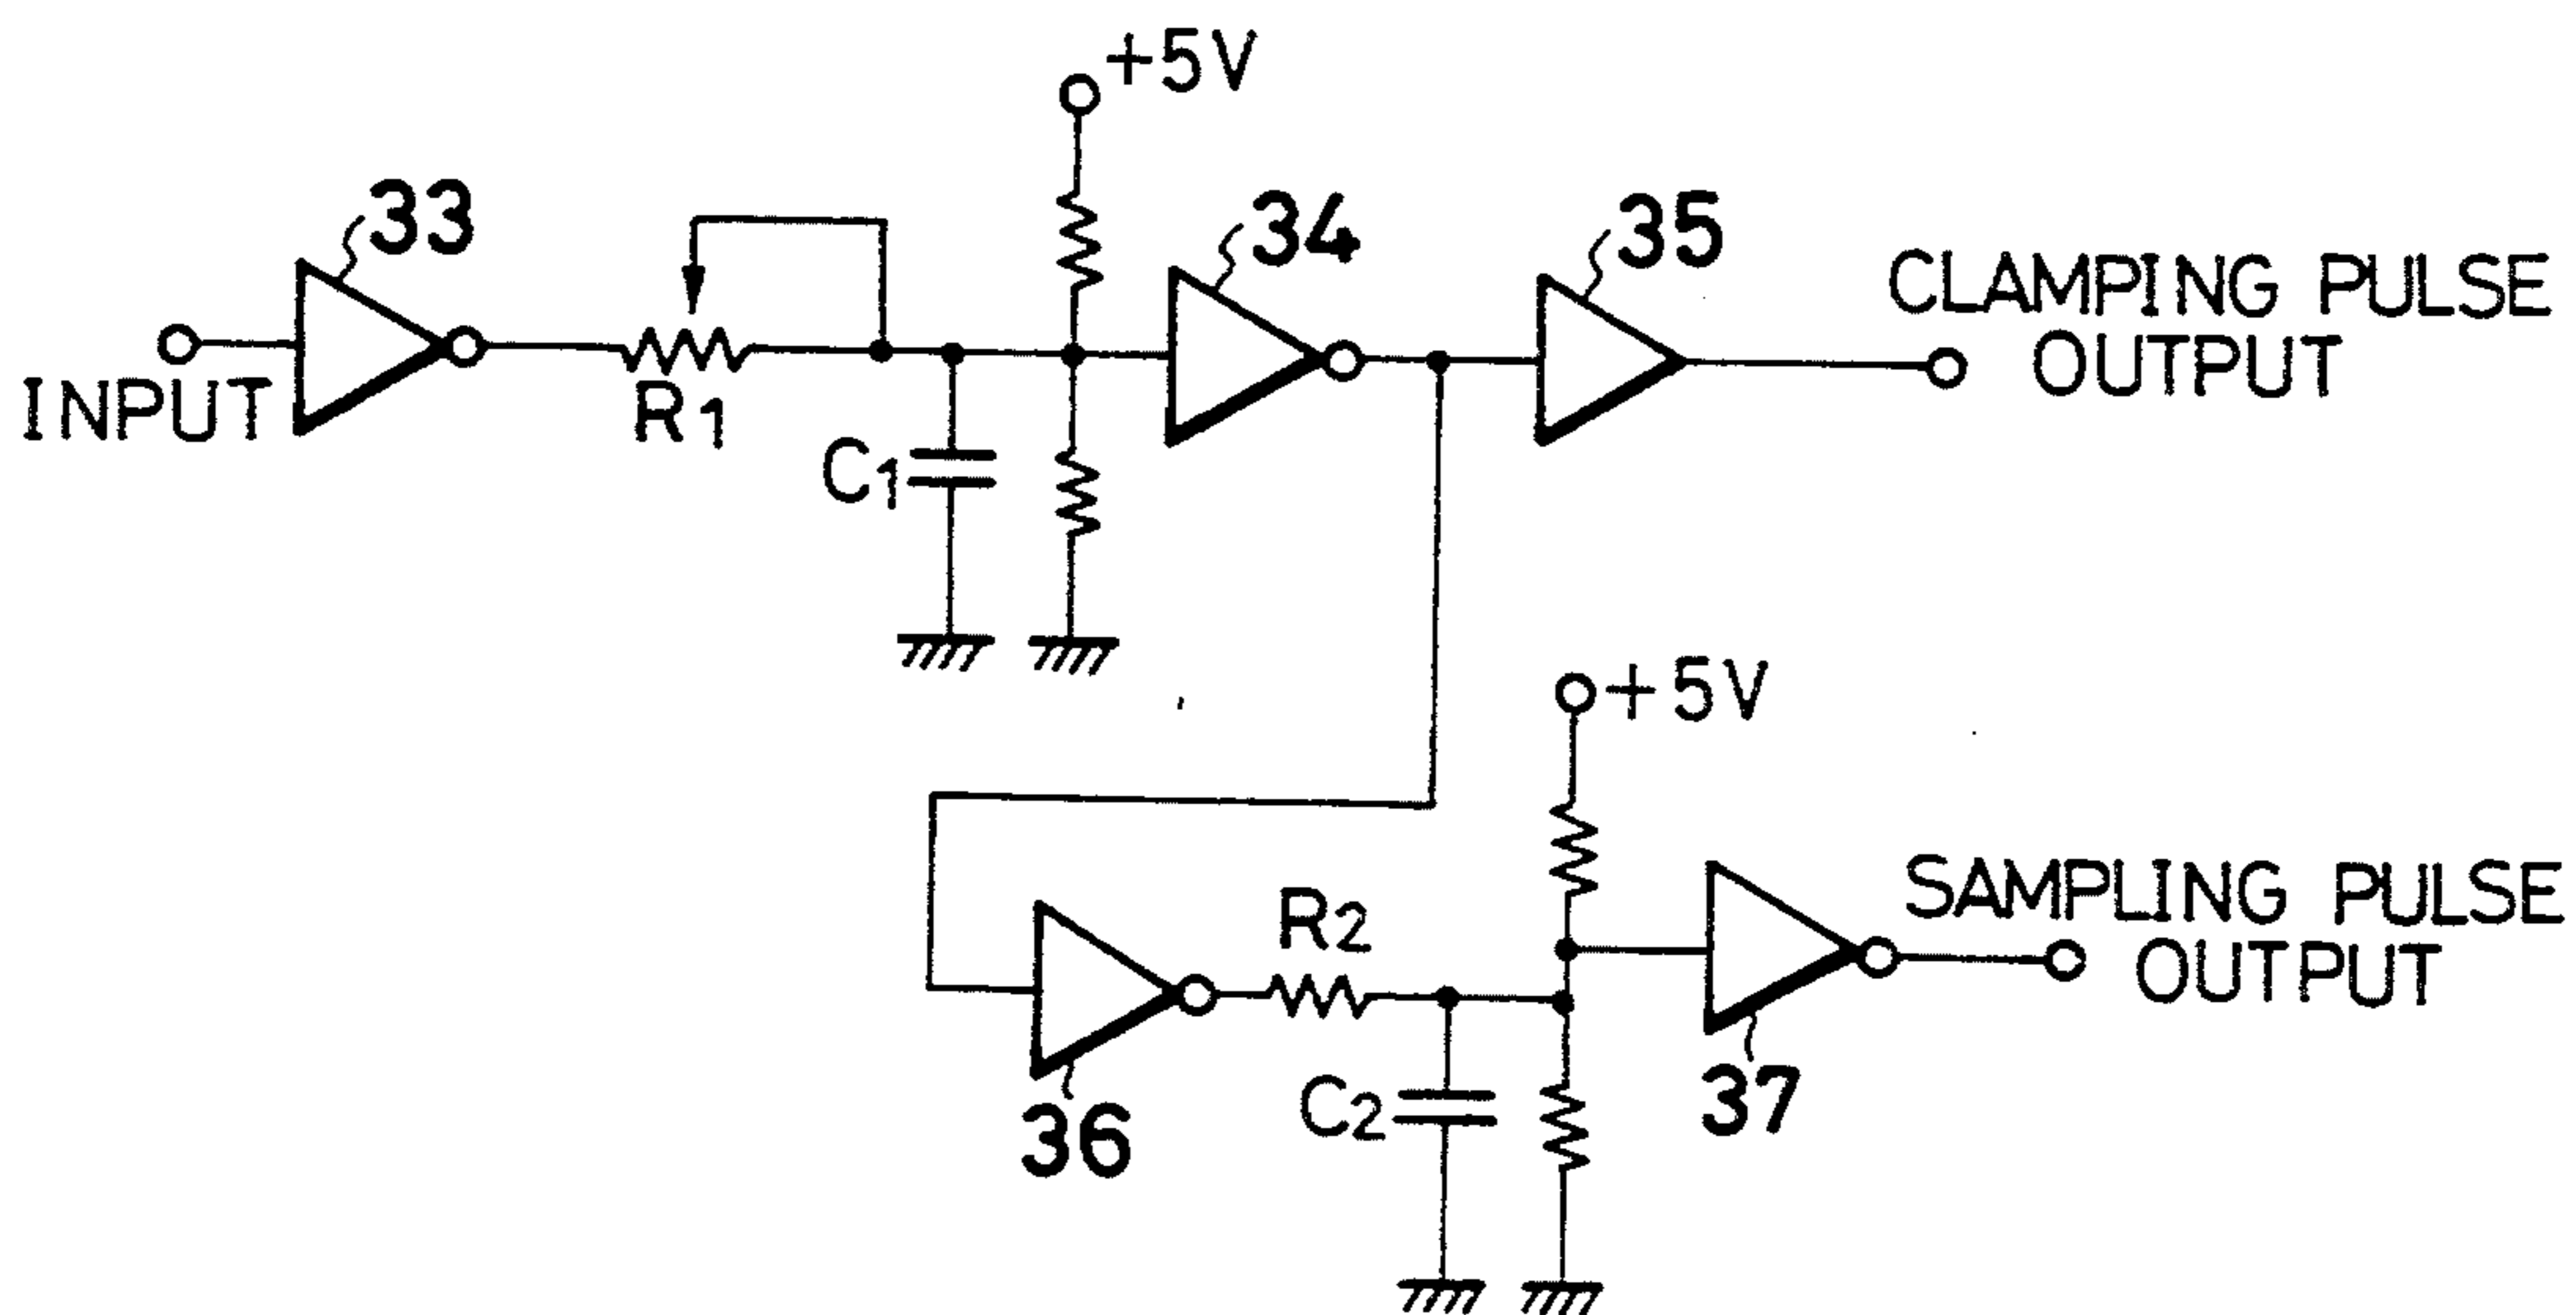 +5V
33
34
35
INPUT
R1
C1
CLAMPING PULSE
OUTPUT
+5V
R2
C2
36
37
SAMPLING PULSE
OUTPUT